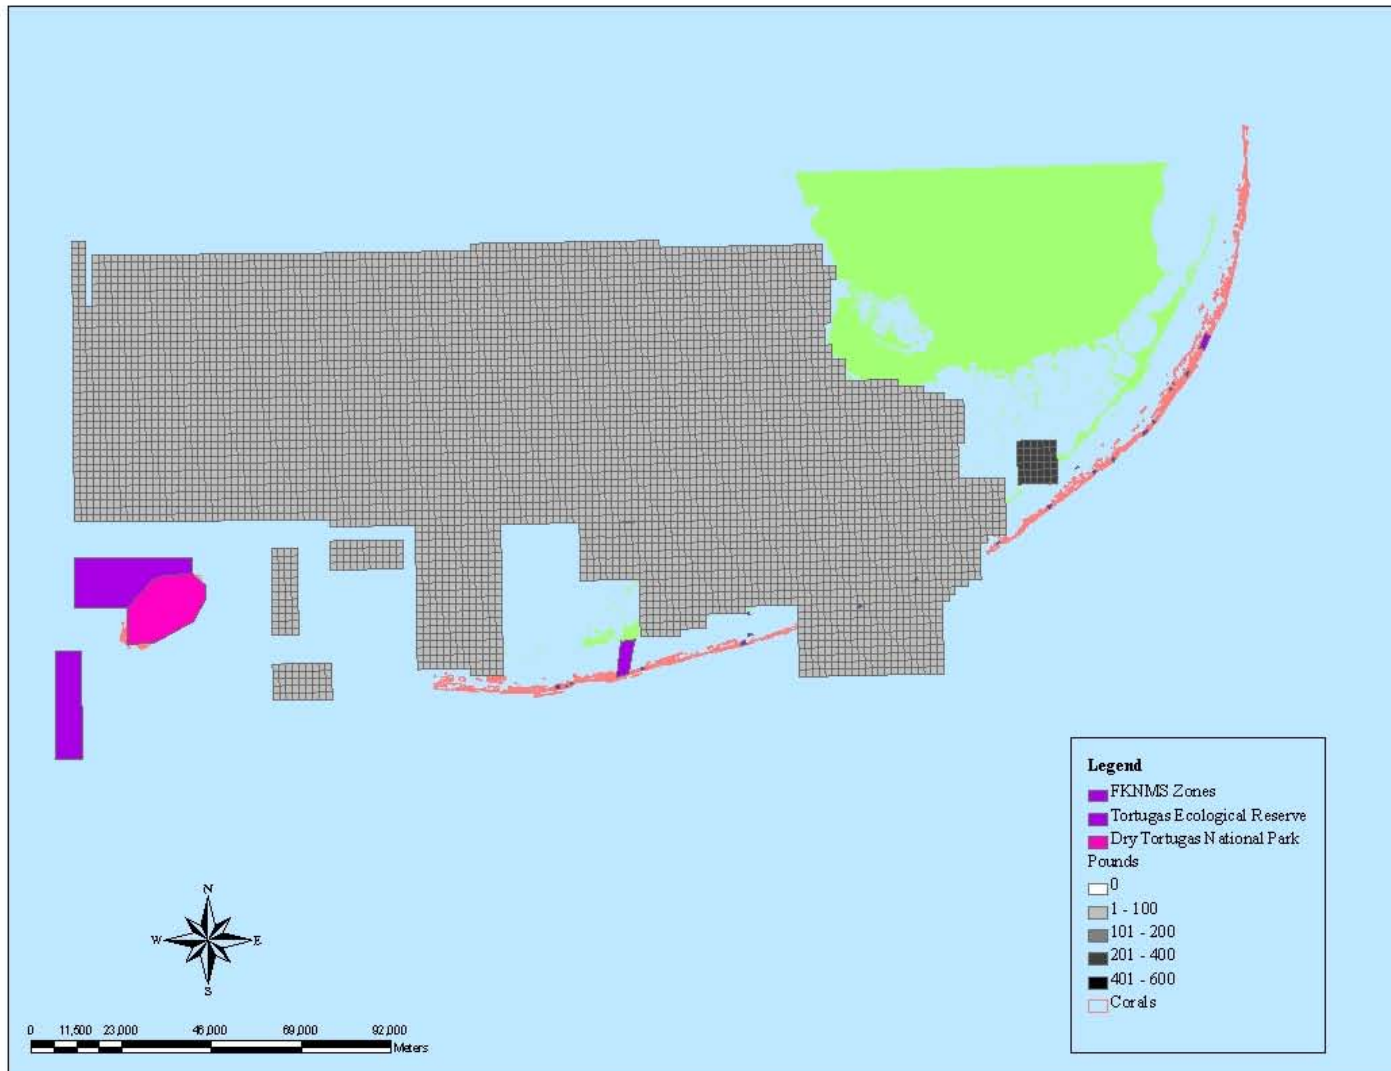 Legend
FKNMS Zones
Tortugas Ecological Reserve
Dry Tortugas National Park
Pounds
0
1 - 100
101 - 200
201 - 400
401 - 600
Corals
N
W E
S
0 11,500 23,000 46,000 69,000 92,000
Meters